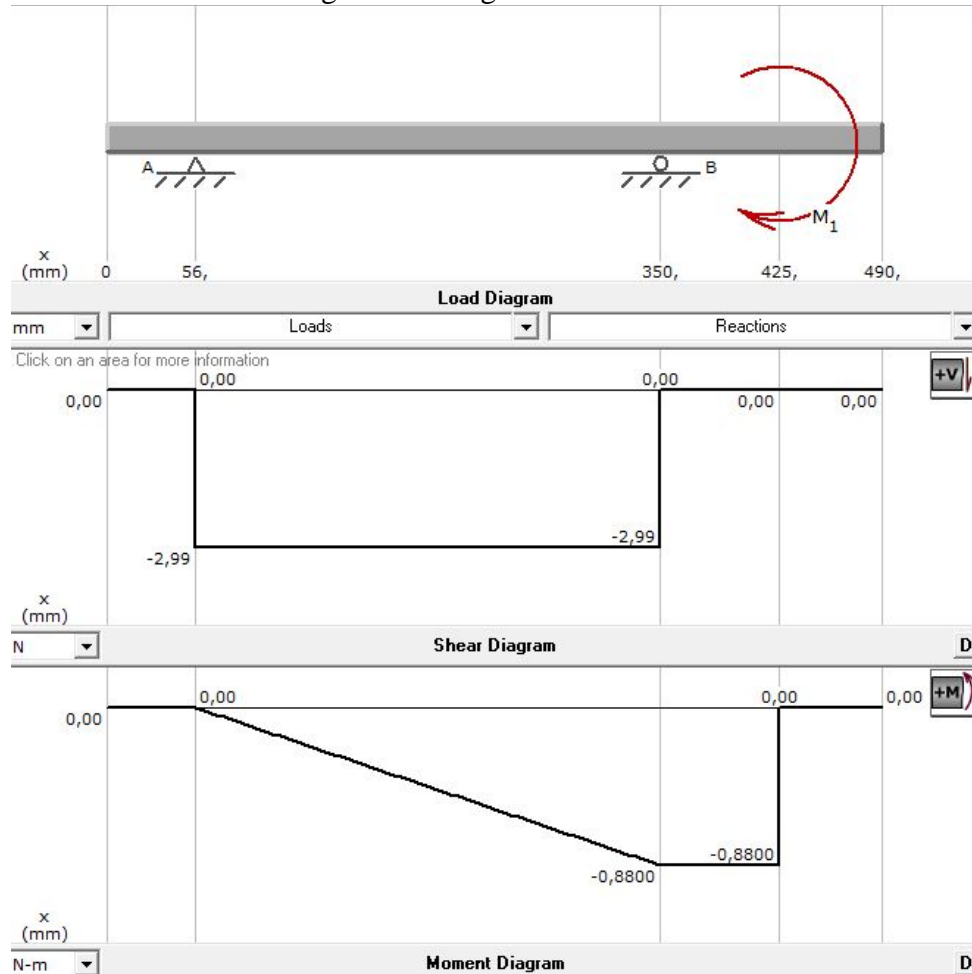 A
B
M1
x
(mm) 0 56, 350, 425, 490,
Load Diagram
mm Loads Reactions
Click on an area for more information
0,00 0,00 +V
0,00 0,00 0,00
-2,99
-2,99
x
(mm)
N Shear Diagram D
0,00 0,00 0,00 +M
0,00
-0,8800
-0,8800
x
(mm)
N-m Moment Diagram D